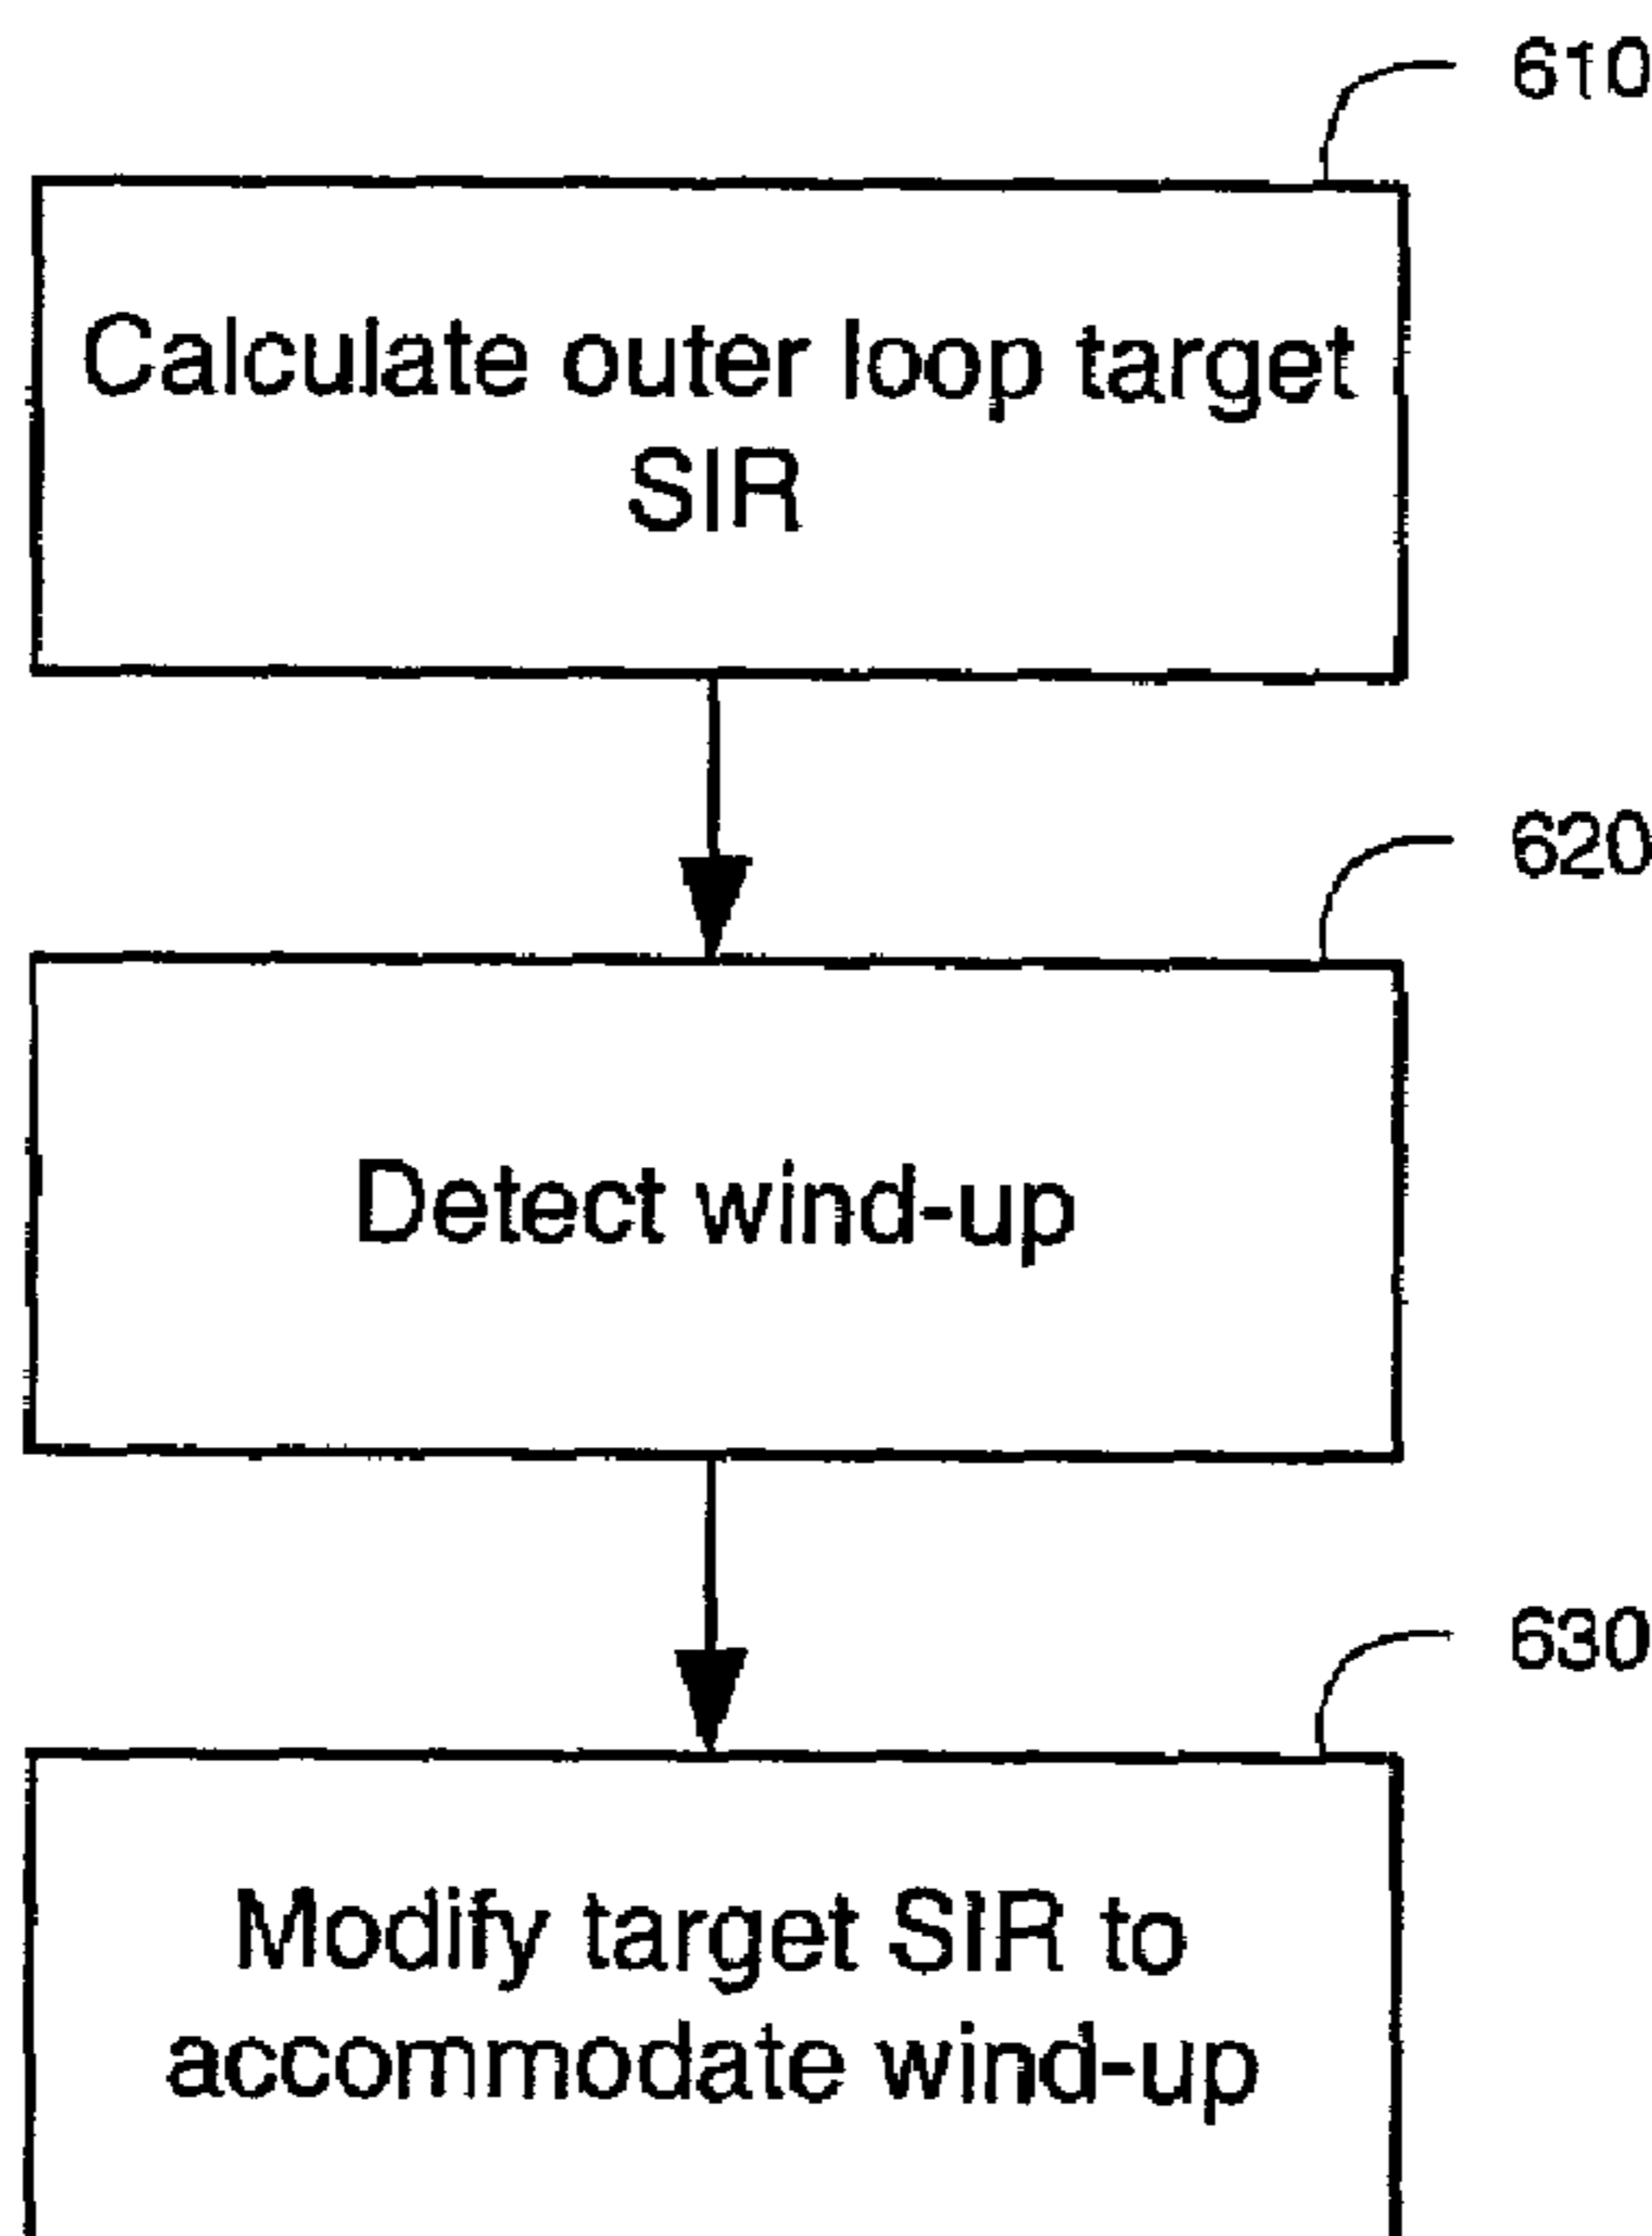 610
Calculate outer loop target
SIR
620
Detect wind-up
630
Modify target SIR to
accommodate wind-up